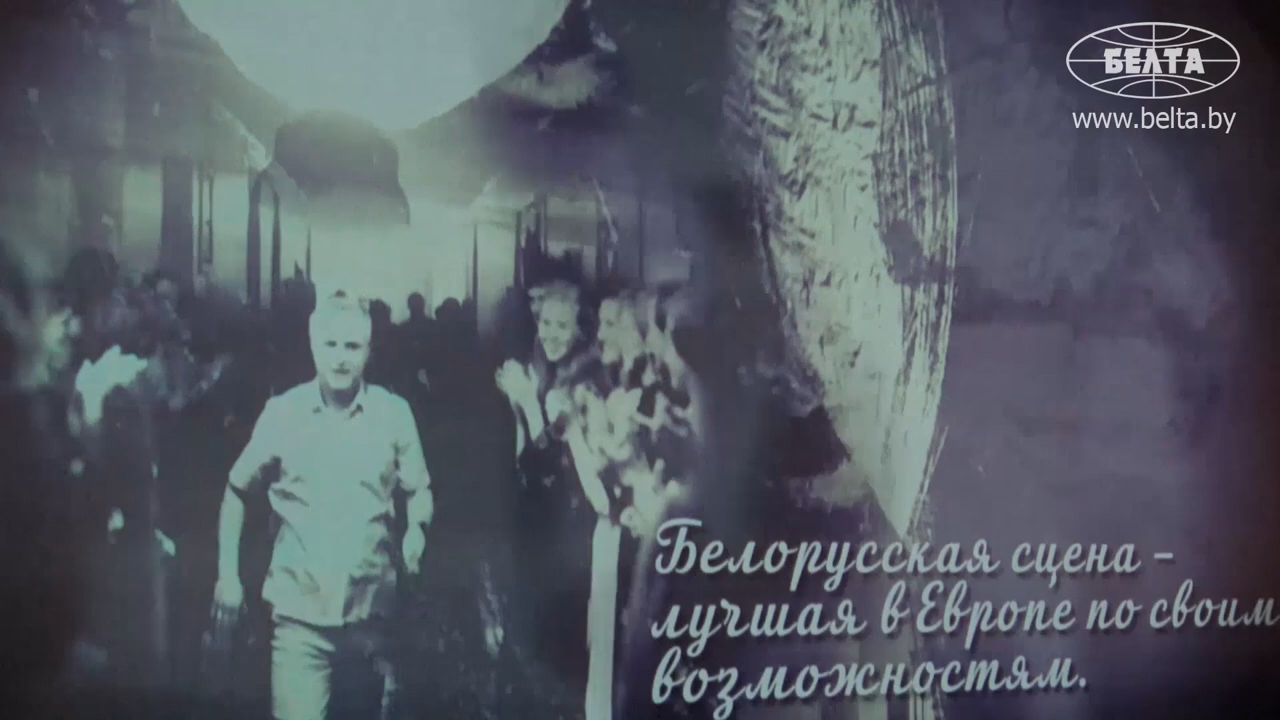 БЕЛТА
www.belta.by
Белорусская сцена –
лучшая в Европе по своим
возможностям.